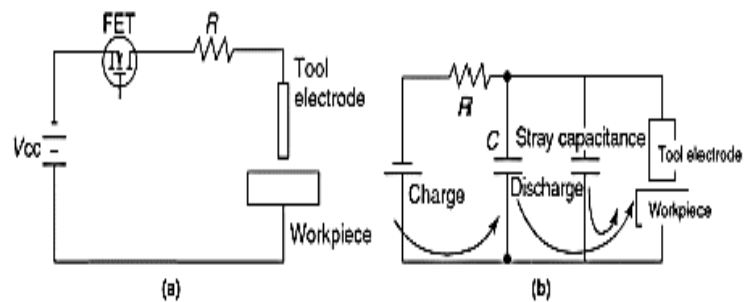 FET
R
Tool
electrode
Vcc
Workpiece
(a)
R
C
Stray capacitance
Tool electrode
Charge
Discharge
Workpiece
(b)